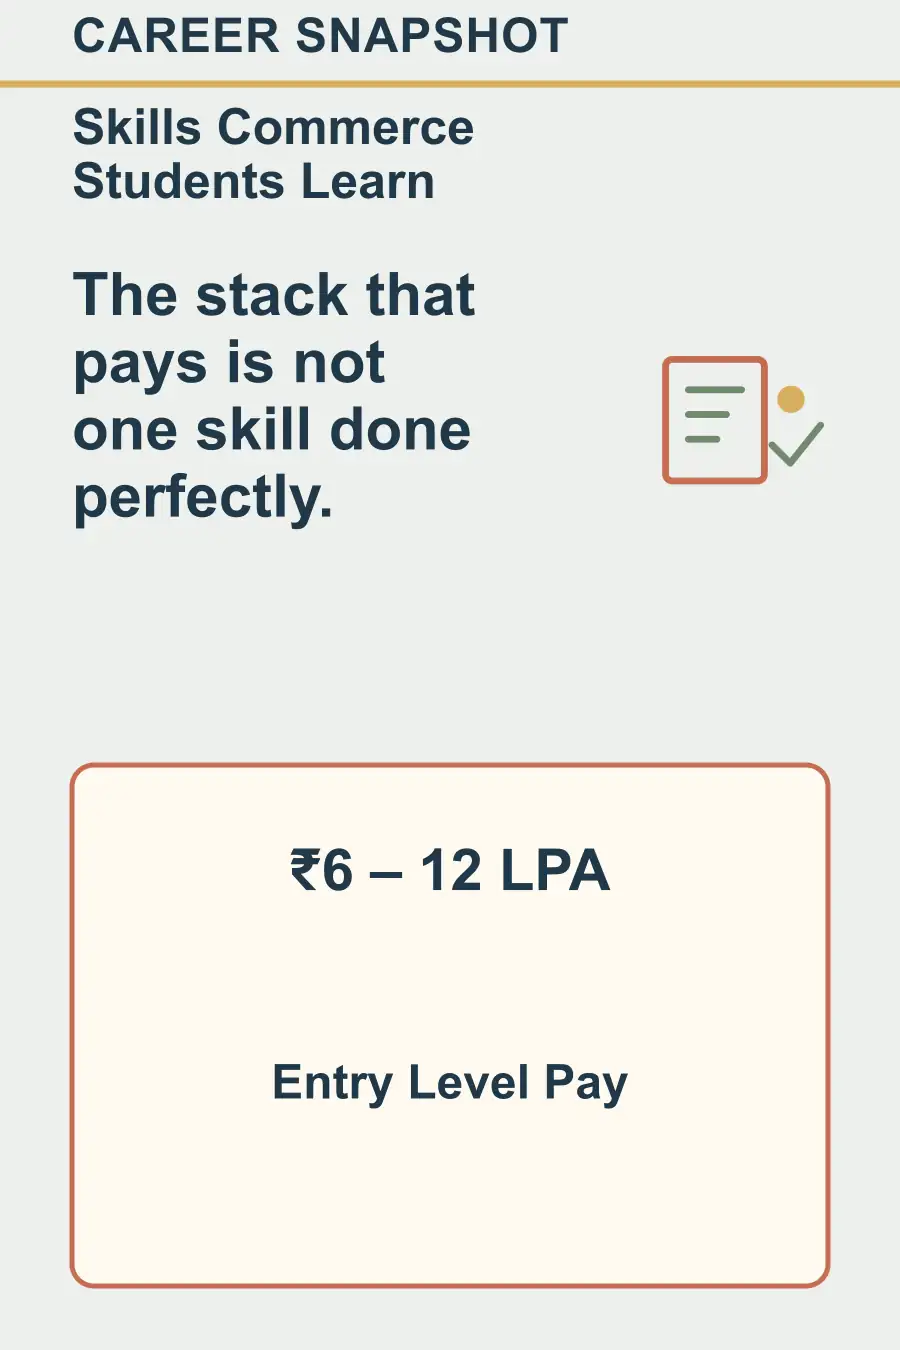 CAREER SNAPSHOT
Skills Commerce
Students Learn
The stack that
pays is not
one skill done
perfectly.
₹6 – 12 LPA
Entry Level Pay